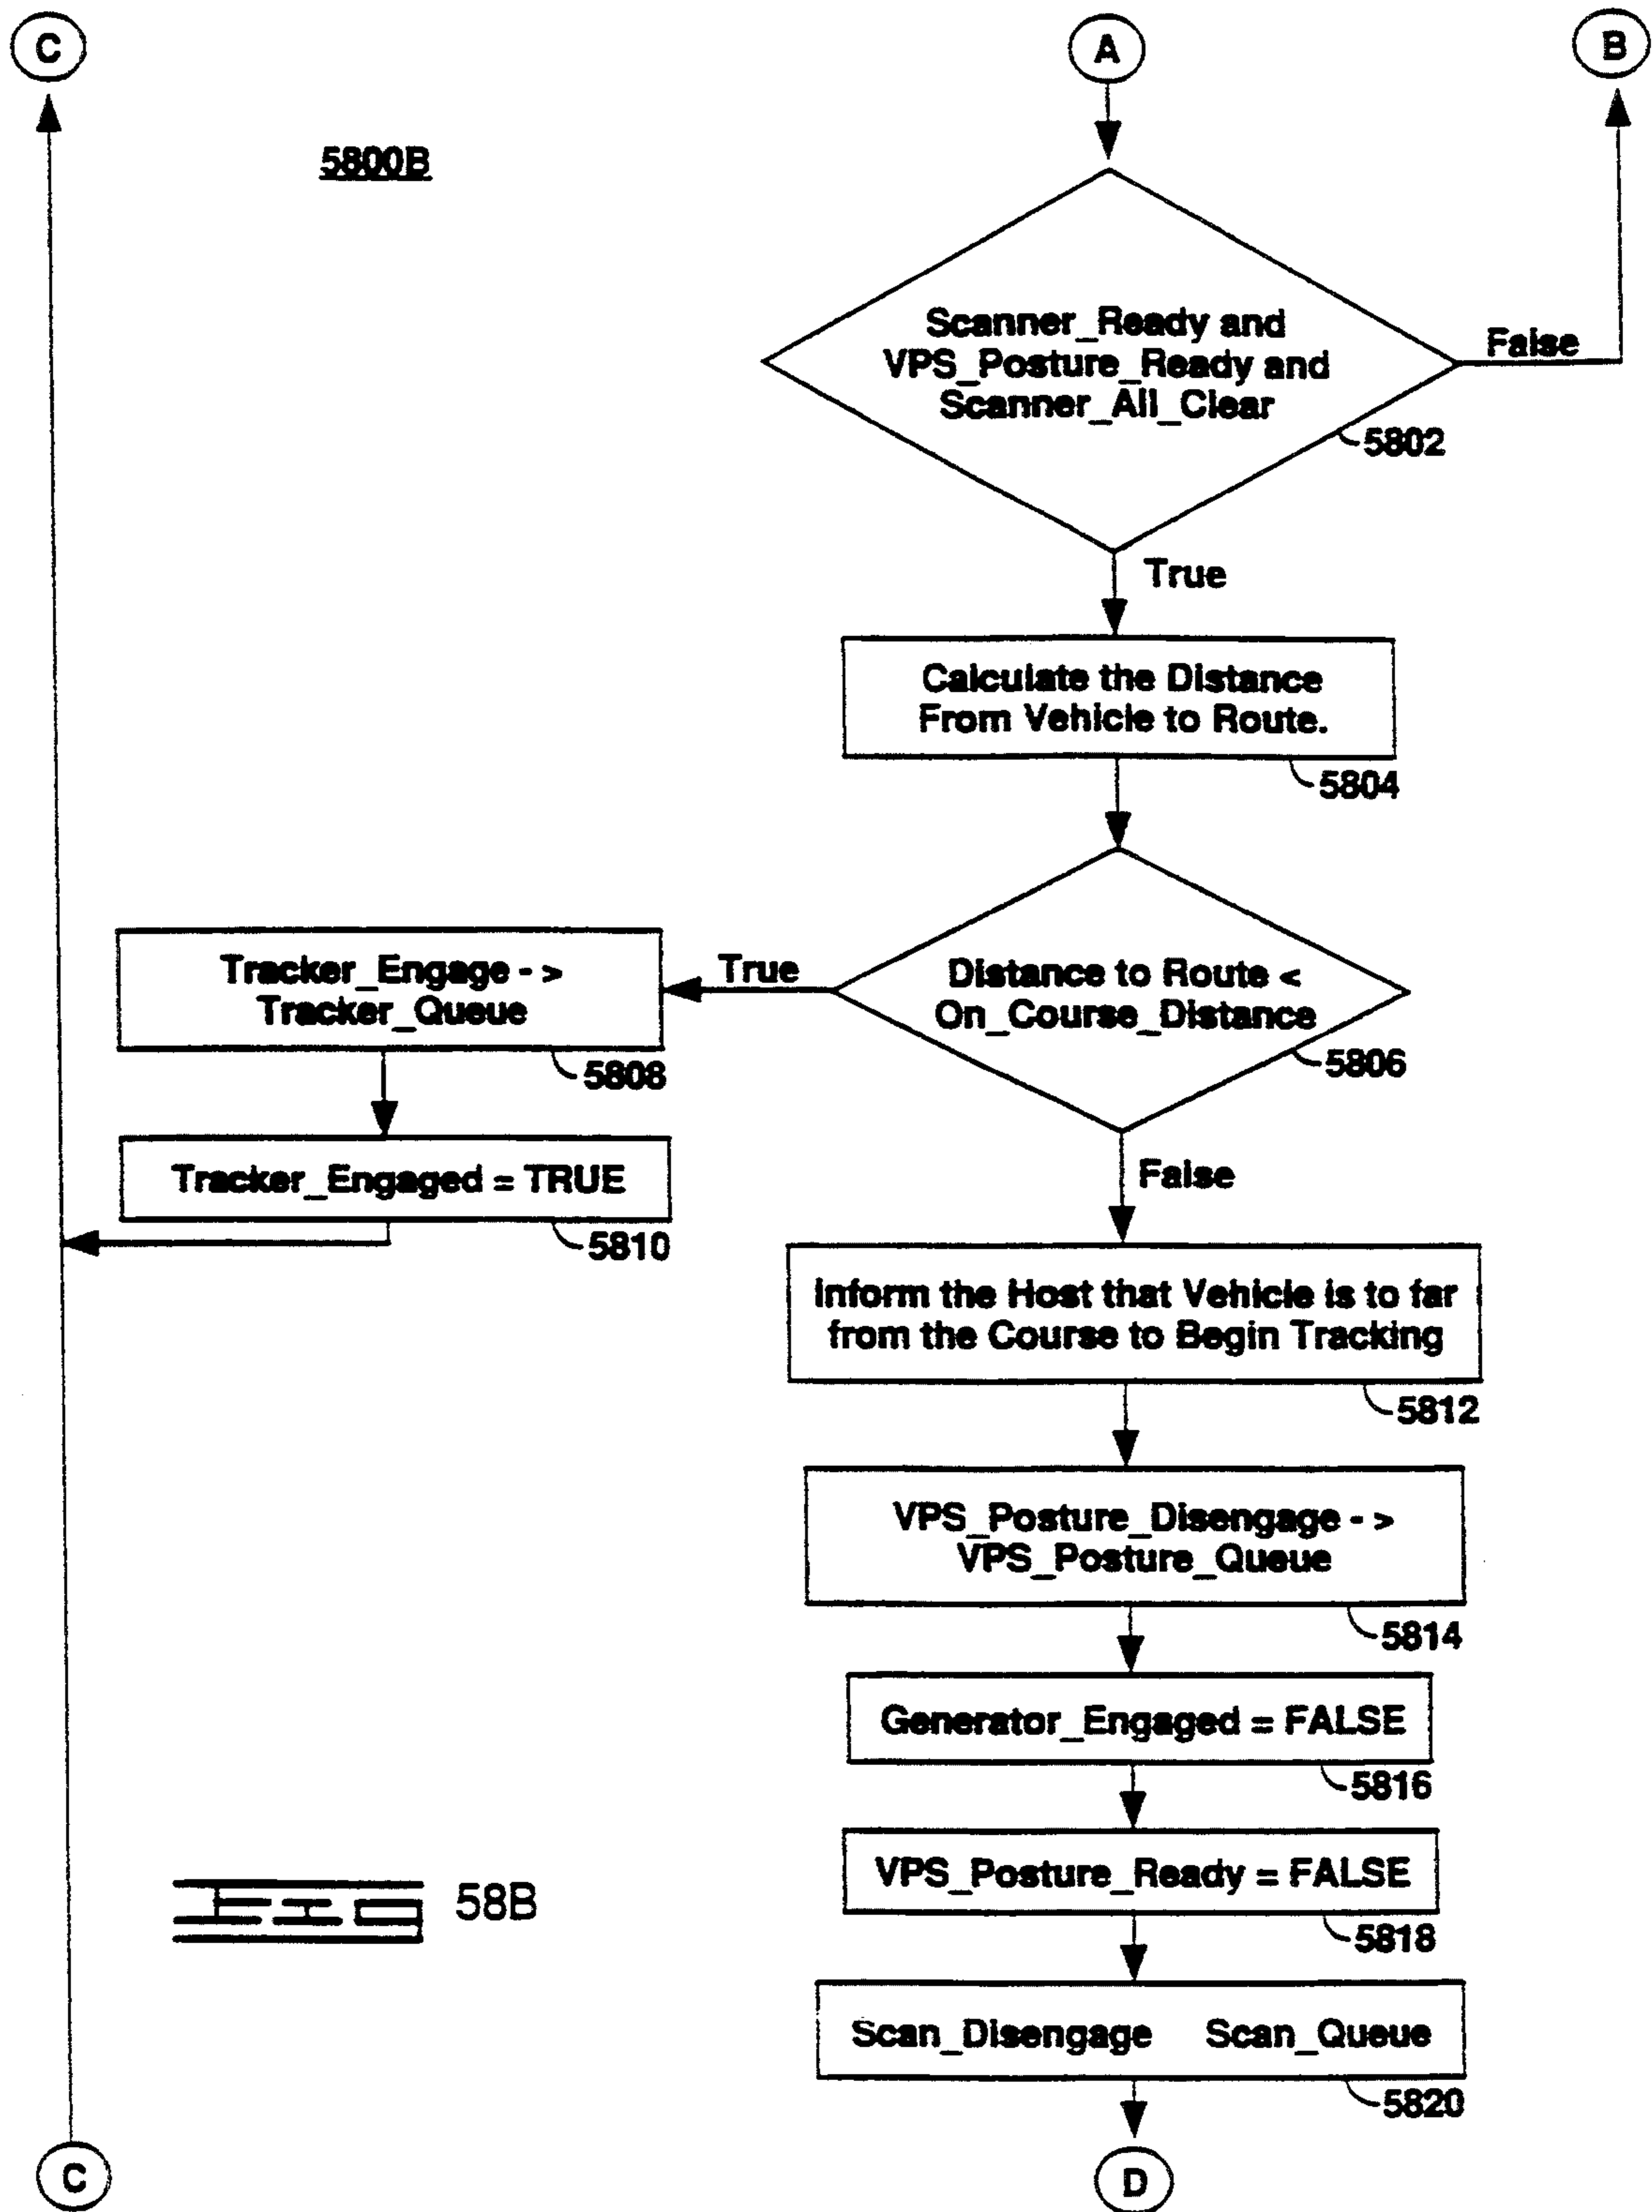 C
A
B
5800B
Scanner_Ready and
VPS_Posture_Ready and
Scanner_All_Clear
False
5802
True
Calculate the Distance
From Vehicle to Route.
5804
Distance to Route <
On_Course_Distance
5806
True
Tracker_Engage - >
Tracker_Queue
5808
Tracker_Engaged = TRUE
5810
False
Inform the Host that Vehicle is to far
from the Course to Begin Tracking
5812
VPS_Posture_Disengage - >
VPS_Posture_Queue
5814
Generator_Engaged = FALSE
5816
VPS_Posture_Ready = FALSE
5818
Scan_Disengage Scan_Queue
5820
FIG 58B
C
D